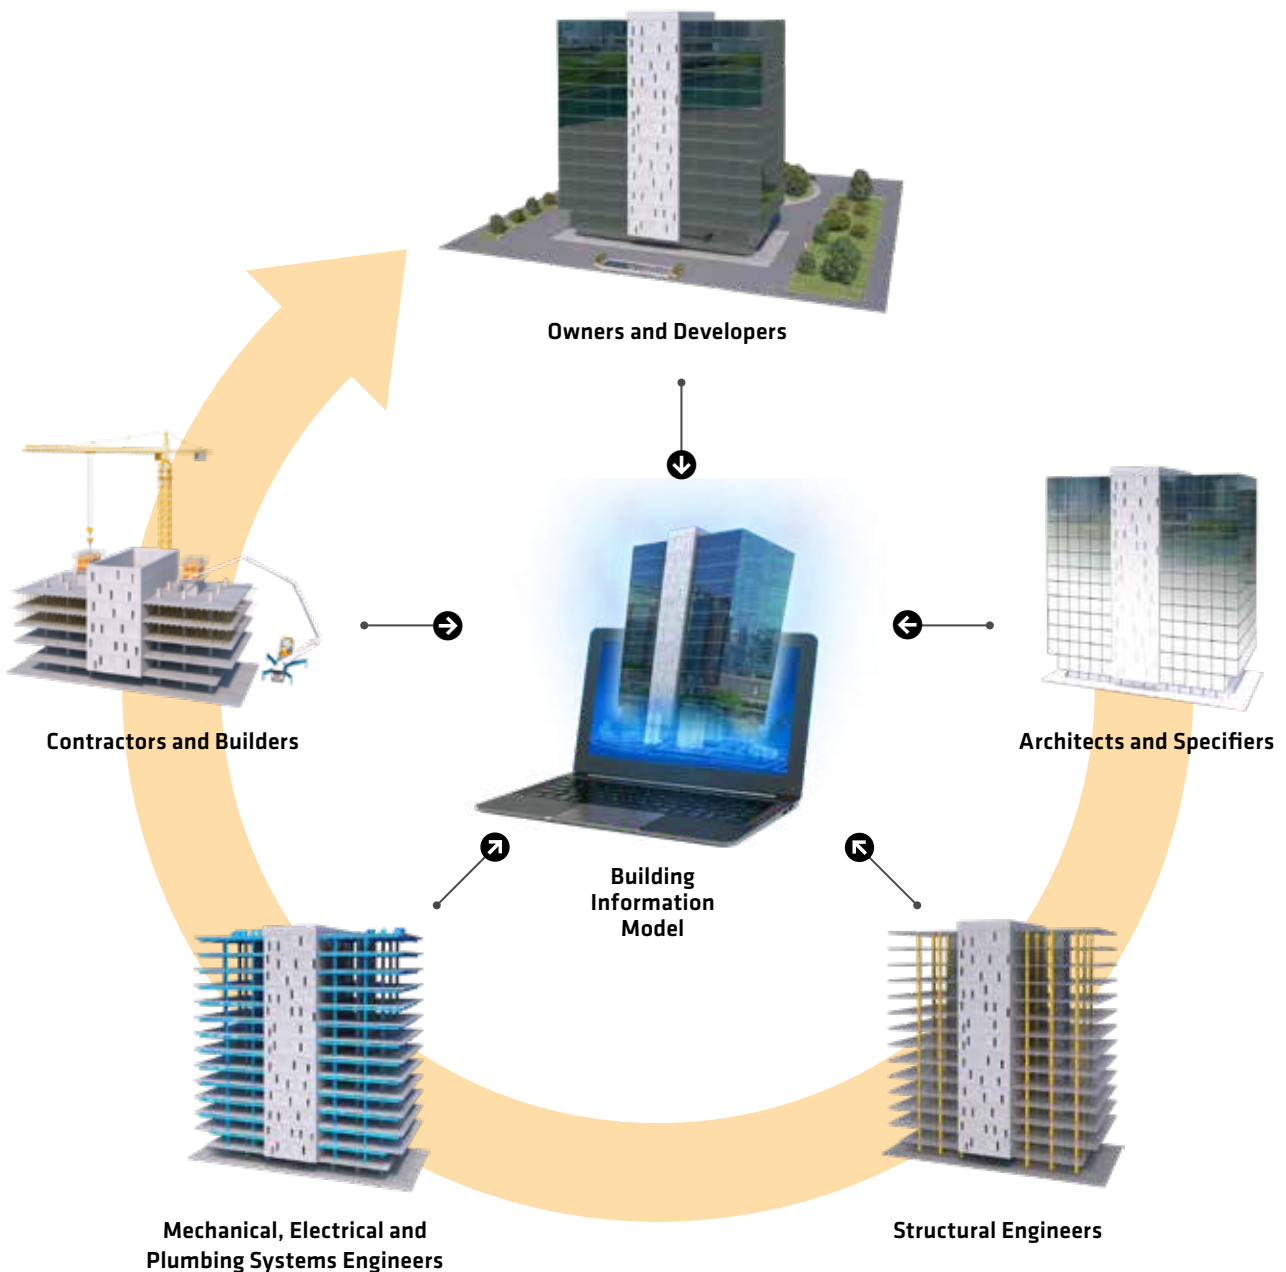 Owners and Developers
Contractors and Builders
Architects and Specifiers
Building
Information
Model
Mechanical, Electrical and
Plumbing Systems Engineers
Structural Engineers